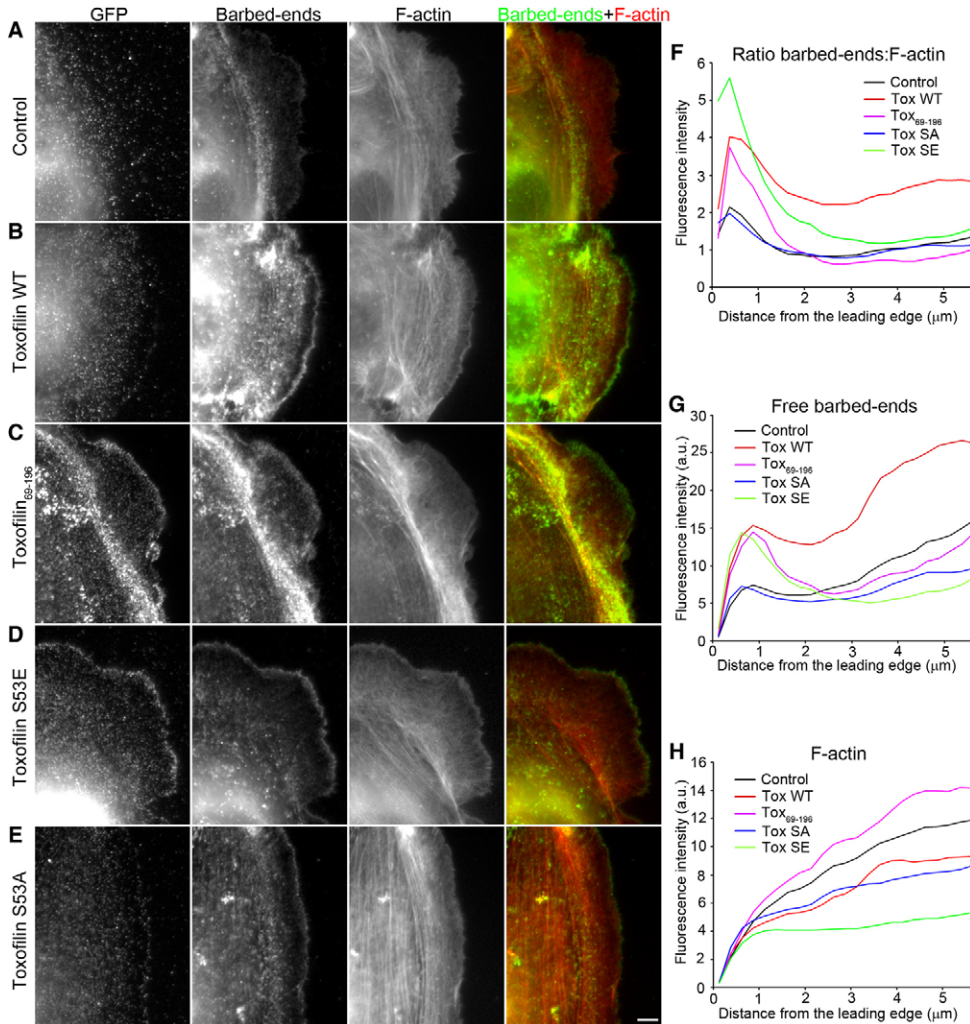 GFP Barbed-ends F-actin Barbed-ends+F-actin
A
Control
B
Toxofilin WT
C
Toxofilin69-196
D
Toxofilin S53E
E
Toxofilin S53A
F
Ratio barbed-ends:F-actin
Fluorescence intensity
6
5
4
3
2
1
0
Control
Tox WT
Tox69-196
Tox SA
Tox SE
0 1 2 3 4 5
Distance from the leading edge (μm)
G
Free barbed-ends
Fluorescence intensity (a.u.)
30
25
20
15
10
5
0
Control
Tox WT
Tox69-196
Tox SA
Tox SE
0 1 2 3 4 5
Distance from the leading edge (μm)
H
F-actin
Fluorescence intensity (a.u.)
16
14
12
10
8
6
4
2
0
Control
Tox WT
Tox69-196
Tox SA
Tox SE
0 1 2 3 4 5
Distance from the leading edge (μm)